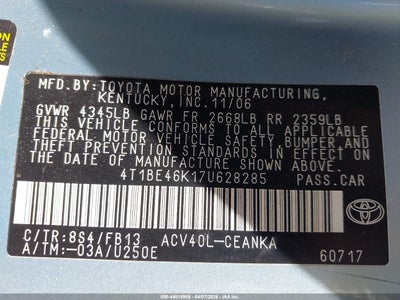 MFD.BY:TOYOTA MOTOR MANUFACTURING,
KENTUCKY,INC.11/06
GVWR 4345LB GAWR FR 2668LB RR 2359LB
THIS VEHICLE CONFORMS TO ALL APPLICABLE
FEDERAL MOTOR VEHICLE SAFETY,BUMPER,AND
THEFT PREVENTION STANDARDS IN EFFECT ON
THE DATE OF MANUFACTURE SHOWN ABOVE.
4T1BE46K17U628285 PASS.CAR
C/TR:8S4/FB13 ACV40L-CEANKA
A/TM:-03A/U250E
TOYOTA
60717